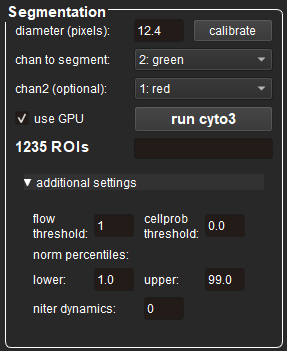 Segmentation
diameter (pixels): 12.4 calibrate
chan to segment: 2: green
chan2 (optional): 1: red
use GPU run cyto3
1235 ROIs
▼ additional settings
flow threshold: 1 cellprob threshold: 0.0
norm percentiles:
lower: 1.0 upper: 99.0
niter dynamics: 0